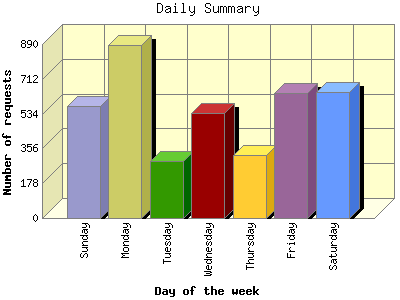 Daily Summary
Number of requests
890
712
534
356
178
0
Sunday
Monday
Tuesday
Wednesday
Thursday
Friday
Saturday
Day of the week